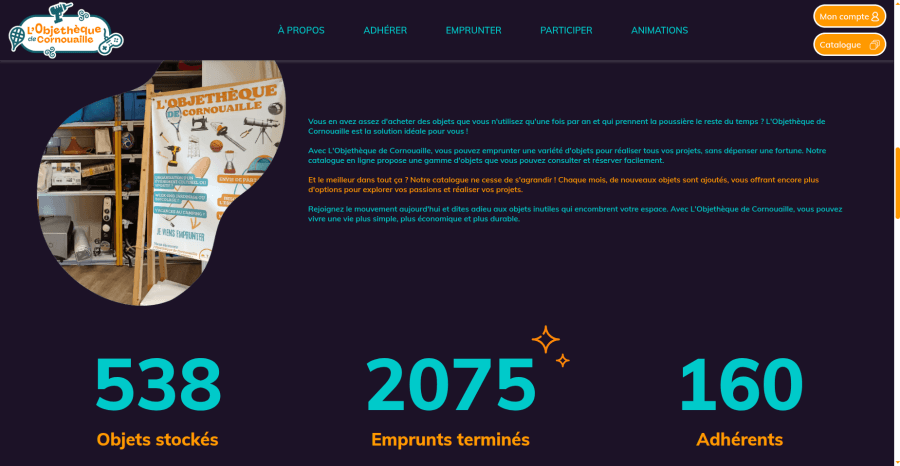 L'Objethèque
de Cornouaille
À PROPOS
ADHÉRER
EMPRUNTER
PARTICIPER
ANIMATIONS
Mon compte
Catalogue
L'OBJETHÈQUE
DE CORNOUAILLE
JE VIENS EMPRUNTER
Vous en avez assez d'acheter des objets que vous n'utilisez qu'une fois par an et qui prennent la poussière le reste du temps ? L'Objethèque de
Cornouaille est la solution idéale pour vous !
Avec L'Objethèque de Cornouaille, vous pouvez emprunter une variété d'objets pour réaliser tous vos projets, sans dépenser une fortune. Notre
catalogue en ligne propose une gamme d'objets que vous pouvez consulter et réserver facilement.
Et le meilleur dans tout ça ? Notre catalogue ne cesse de s'agrandir ! Chaque mois, de nouveaux objets sont ajoutés, vous offrant encore plus
d'options pour explorer vos passions et réaliser vos projets.
Rejoignez le mouvement aujourd'hui et dites adieu aux objets inutiles qui encombrent votre espace. Avec L'Objethèque de Cornouaille, vous pouvez
vivre une vie plus simple, plus économique et plus durable.
538
2075
160
Objets stockés
Emprunts terminés
Adhérents